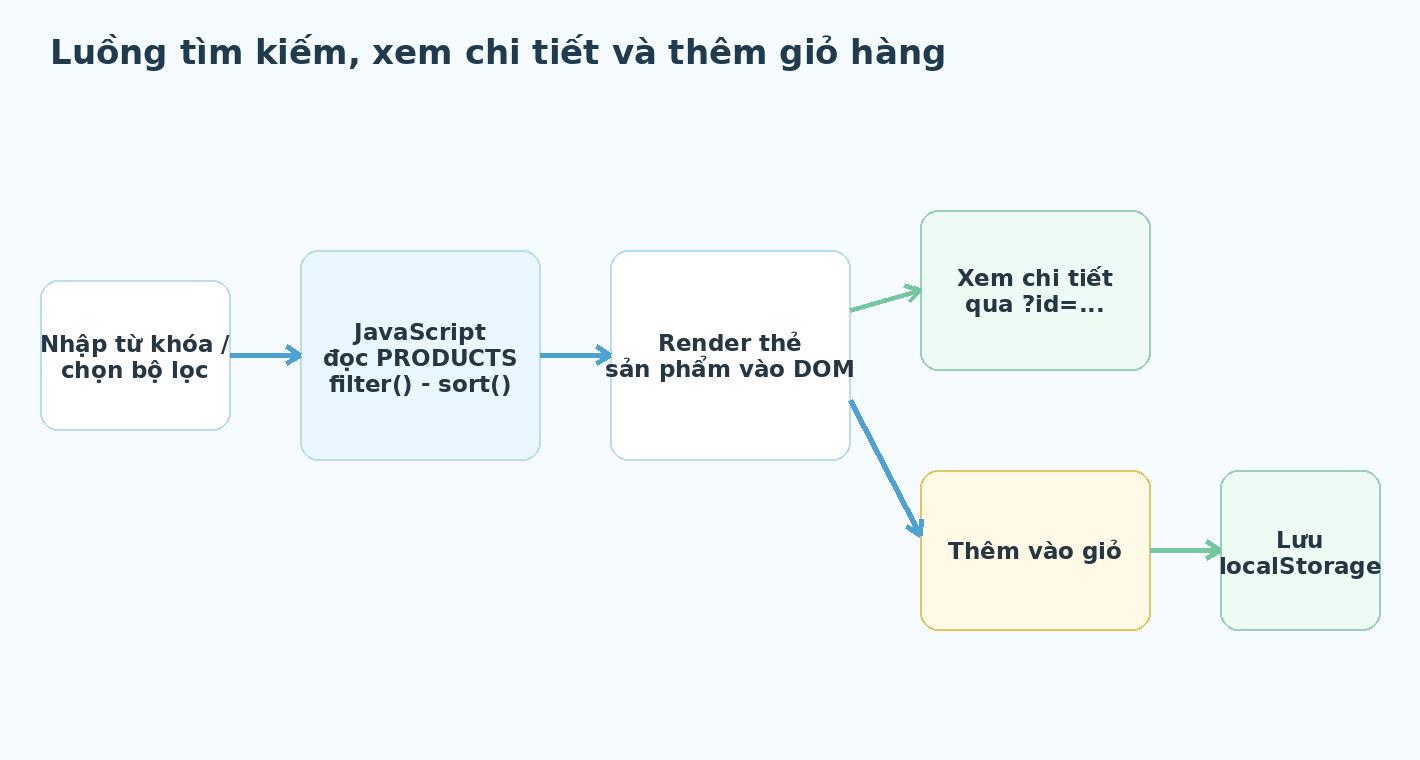 Luồng tìm kiếm, xem chi tiết và thêm giỏ hàng
Nhập từ khóa /
chọn bộ lọc
JavaScript
đọc PRODUCTS
filter() - sort()
Render thẻ
sản phẩm vào DOM
Xem chi tiết
qua ?id=...
Thêm vào giỏ
Lưu
localStorage